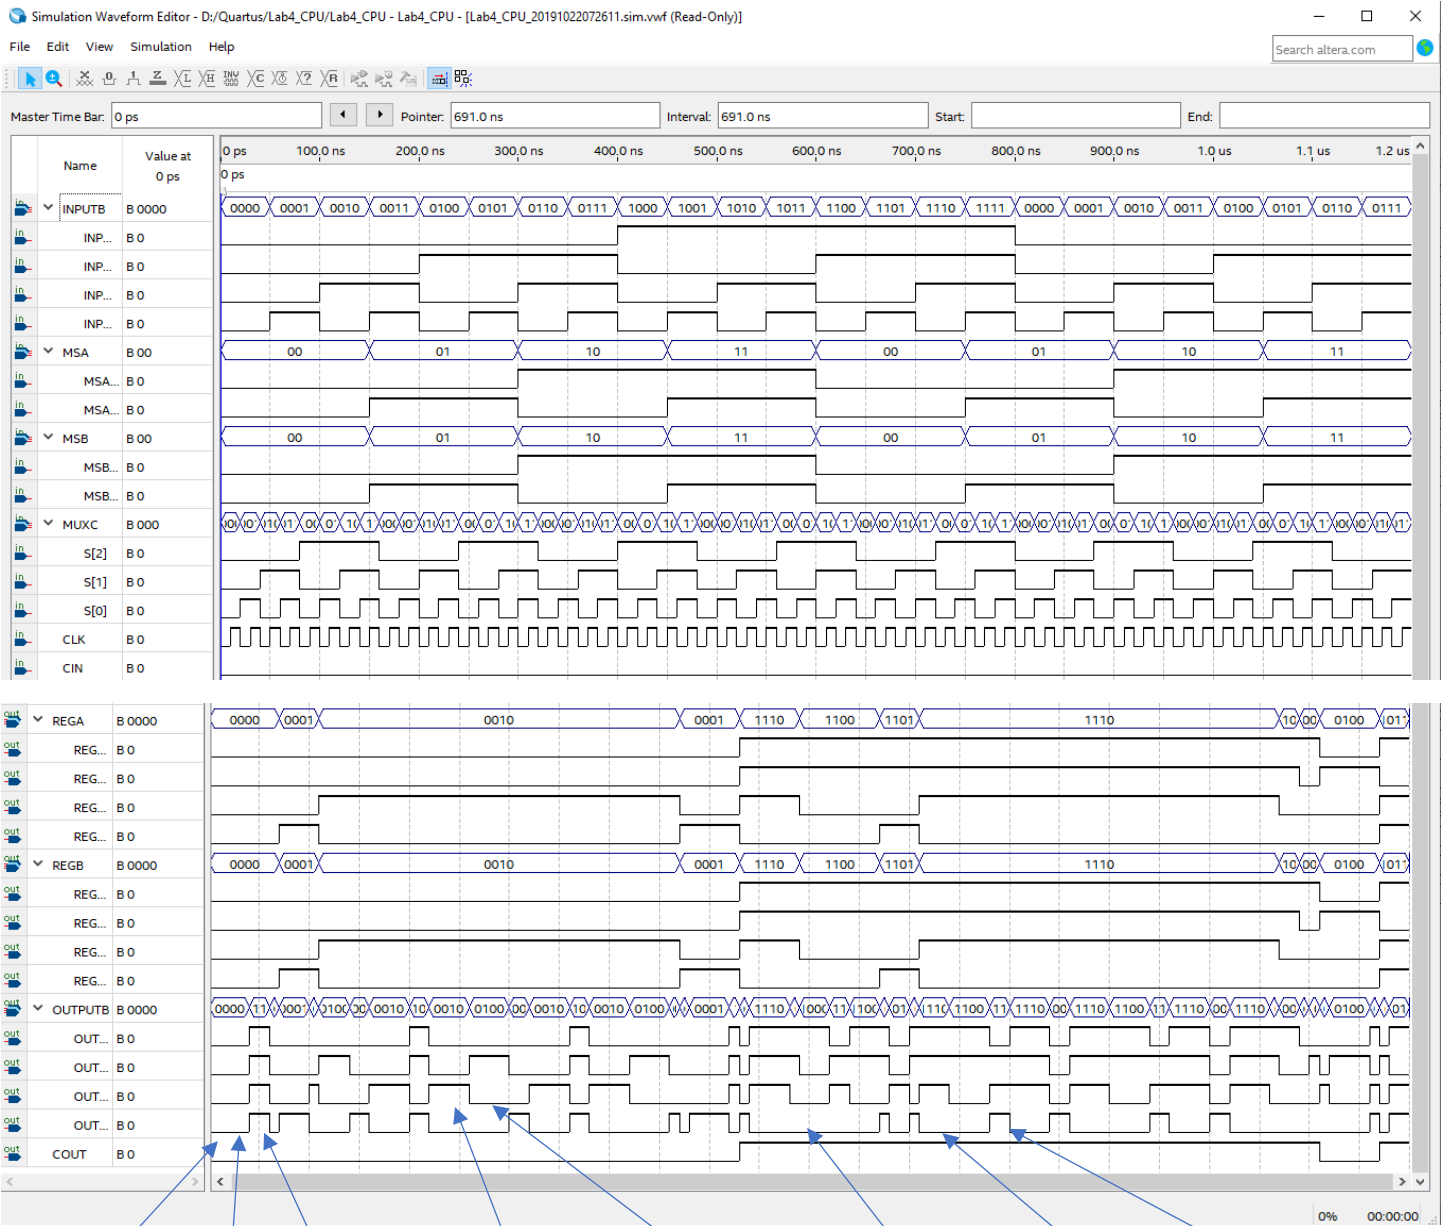 Simulation Waveform Editor - D:/Quartus/Lab4_CPU/Lab4_CPU - Lab4_CPU - [Lab4_CPU_20191022072611.sim.vwf (Read-Only)]
File Edit View Simulation Help
Search altera.com
Master Time Bar: 0 ps Pointer: 691.0 ns Interval: 691.0 ns Start: End:
Name Value at 0 ps
0 ps 100.0 ns 200.0 ns 300.0 ns 400.0 ns 500.0 ns 600.0 ns 700.0 ns 800.0 ns 900.0 ns 1.0 us 1.1 us 1.2 us
0 ps
INPUTB B 0000 0000 0001 0010 0011 0100 0101 0110 0111 1000 1001 1010 1011 1100 1101 1110 1111 0000 0001 0010 0011 0100 0101 0110 0111
INP... B 0
INP... B 0
INP... B 0
INP... B 0
MSA B 00 00 01 10 11 00 01 10 11
MSA... B 0
MSA... B 0
MSB B 00 00 01 10 11 00 01 10 11
MSB... B 0
MSB... B 0
MUXC B 000
S[2] B 0
S[1] B 0
S[0] B 0
CLK B 0
CIN B 0
REGA B 0000 0000 0001 0010 0001 1110 1100 1101 1110 0100
REG... B 0
REG... B 0
REG... B 0
REG... B 0
REGB B 0000 0000 0001 0010 0001 1110 1100 1101 1110 0100
REG... B 0
REG... B 0
REG... B 0
REG... B 0
OUTPUTB B 0000 0000 0010 0010 0100 0010 0010 0100 0001 1110 1100 1110 1110 1100 1110 1110 0100
OUT... B 0
OUT... B 0
OUT... B 0
OUT... B 0
COUT B 0
0% 00:00:00